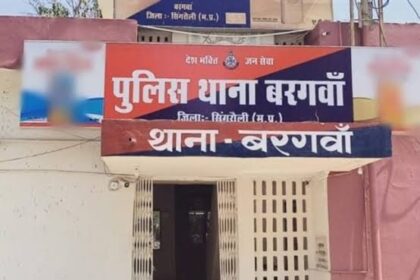 बरगवां
जिला:- सिंगरौली (म.प्र.)
देश भक्ति जन सेवा
पुलिस थाना बरगवाँ
जिला:- सिंगरौली (म.प्र.)
थाना - बरगवाँ